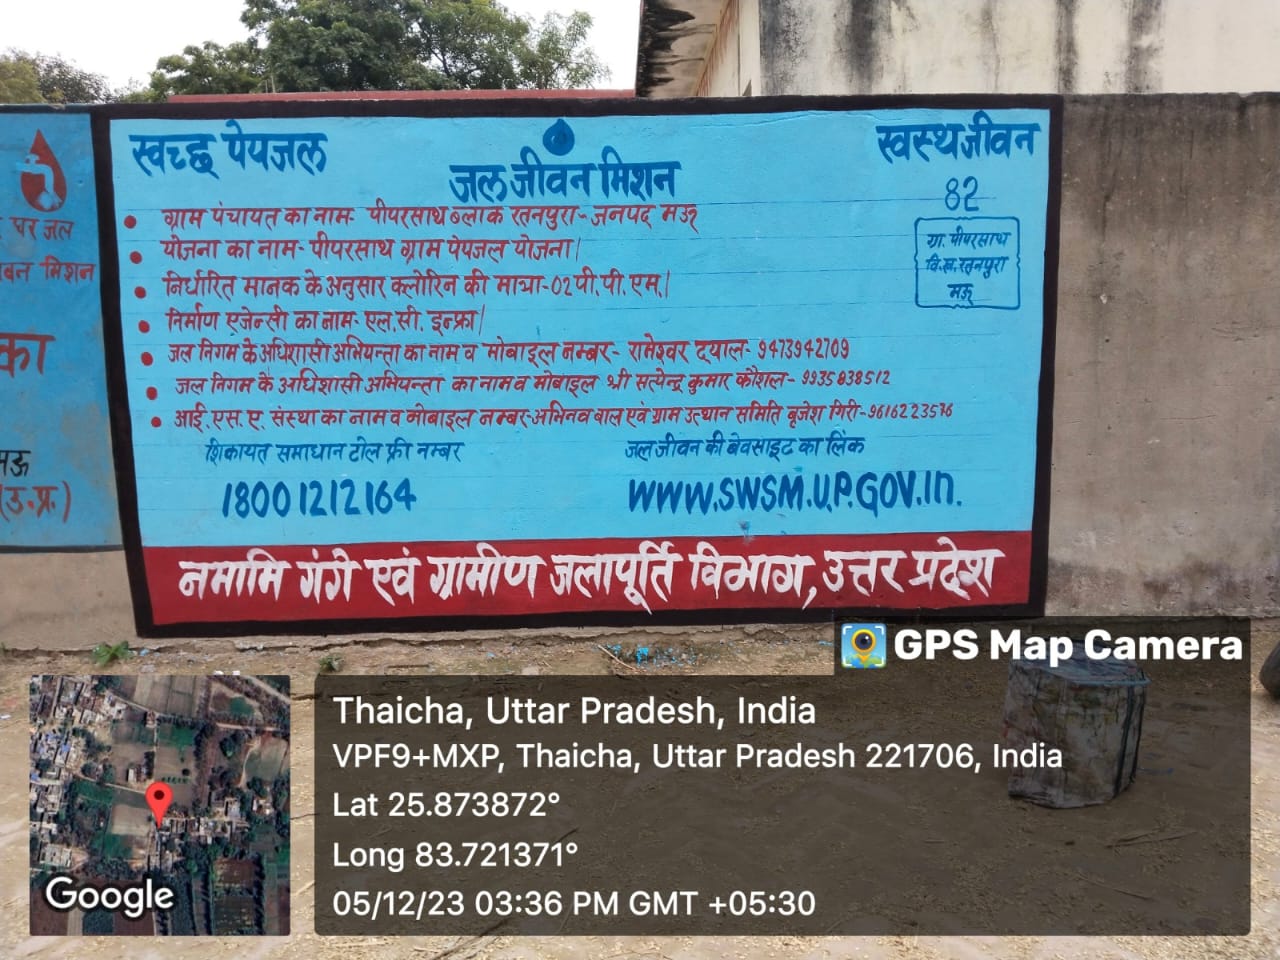 स्वच्छ पेयजल
जल जीवन मिशन
स्वस्थ जीवन
82
ग्रा. पीपरसाथ
वि.ख. रतनपुरा
मऊ
ग्राम पंचायत का नाम- पीपरसाथ ब्लाक रतनपुरा- जनपद मऊ
योजना का नाम- पीपरसाथ ग्राम पेयजल योजना।
निर्धारित मानक के अनुसार क्लोरिन की मात्रा-02पी.पी.एम.।
निर्माण एजेन्सी का नाम- एल.सी. इन्फ्रा।
जल निगम के अधिशासी अभियन्ता का नाम व मोबाइल नम्बर- रामेश्वर दयाल- 9473942709
जल निगम के अधिशासी अभियन्ता का नाम व मोबाइल श्री सत्येन्द्र कुमार कौशल- 9935838512
आई.एस.ए. संस्था का नाम व मोबाइल नम्बर-अभिनव बाल एवं ग्राम उत्थान समिति बृजेश गिरी-9616223576
शिकायत समाधान टोल फ्री नम्बर
जल जीवन की बेवसाइट का लिंक
18001212164
WWW.SWSM.U.P.GOV.In.
नमामि गंगे एवं ग्रामीण जलापूर्ति विभाग, उत्तर प्रदेश
घर जल
मिशन
का
मऊ
(उ.प्र.)
GPS Map Camera
Thaicha, Uttar Pradesh, India
VPF9+MXP, Thaicha, Uttar Pradesh 221706, India
Lat 25.873872°
Long 83.721371°
05/12/23 03:36 PM GMT +05:30
Google